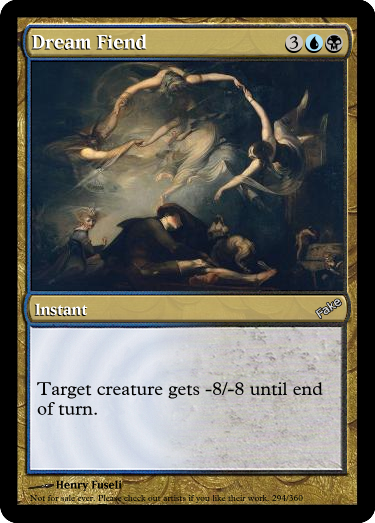 Dream Fiend 3
Instant
Fake
Target creature gets -8/-8 until end
of turn.
Henry Fuseli
Not for sale ever. Please check out artists if you like their work. 294/360